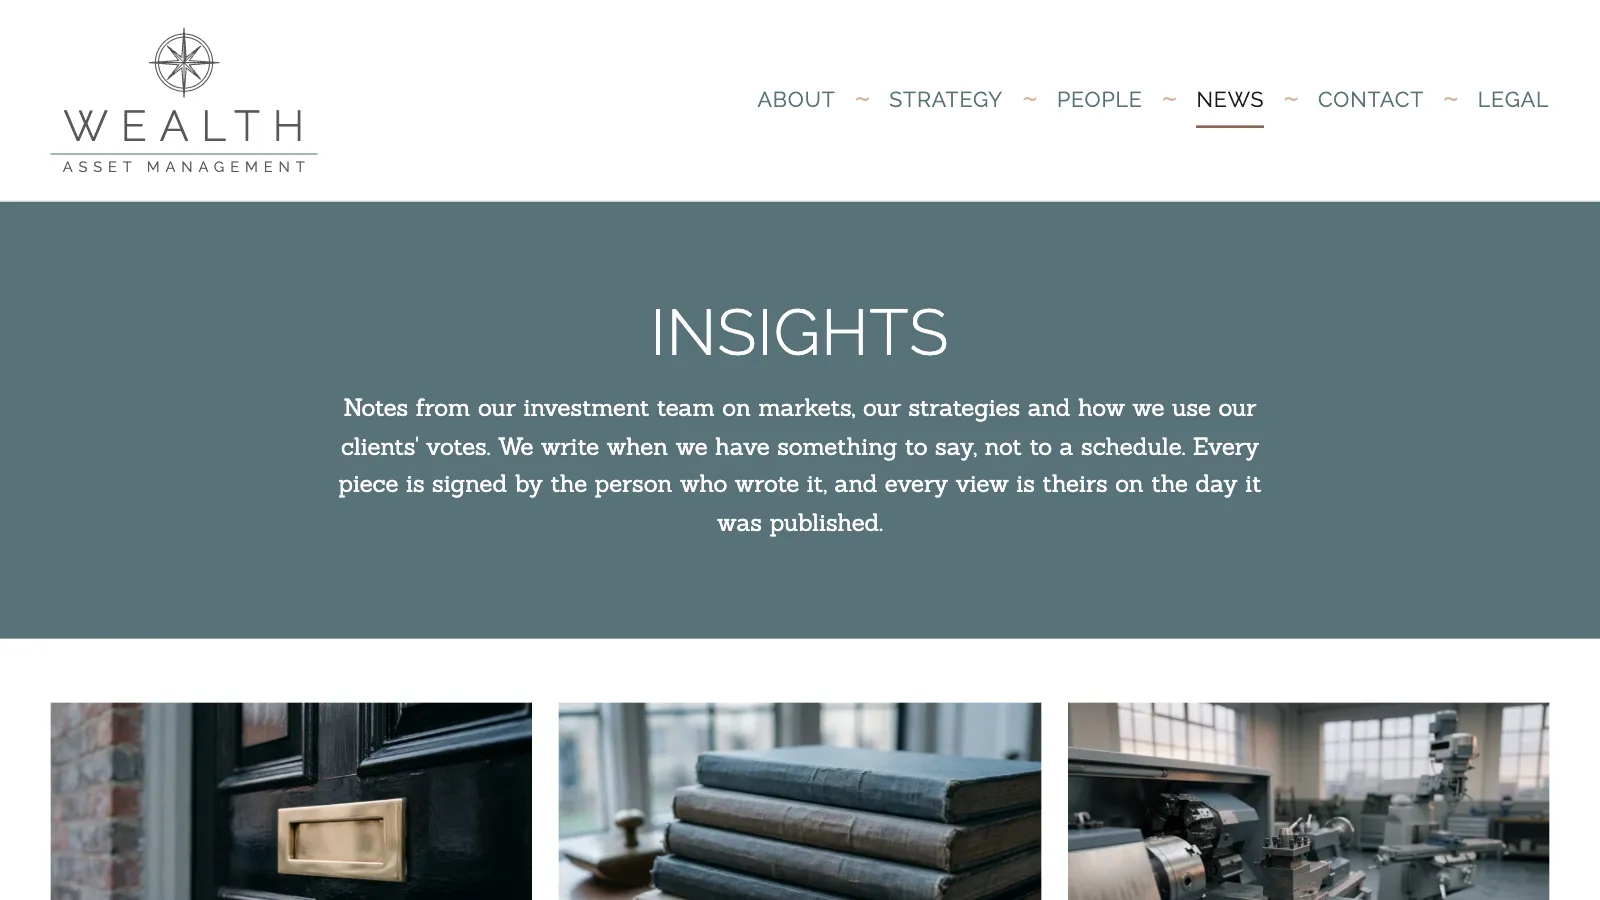 WEALTH
ASSET MANAGEMENT
ABOUT ~ STRATEGY ~ PEOPLE ~ NEWS ~ CONTACT ~ LEGAL
INSIGHTS
Notes from our investment team on markets, our strategies and how we use our
clients' votes. We write when we have something to say, not to a schedule. Every
piece is signed by the person who wrote it, and every view is theirs on the day it
was published.